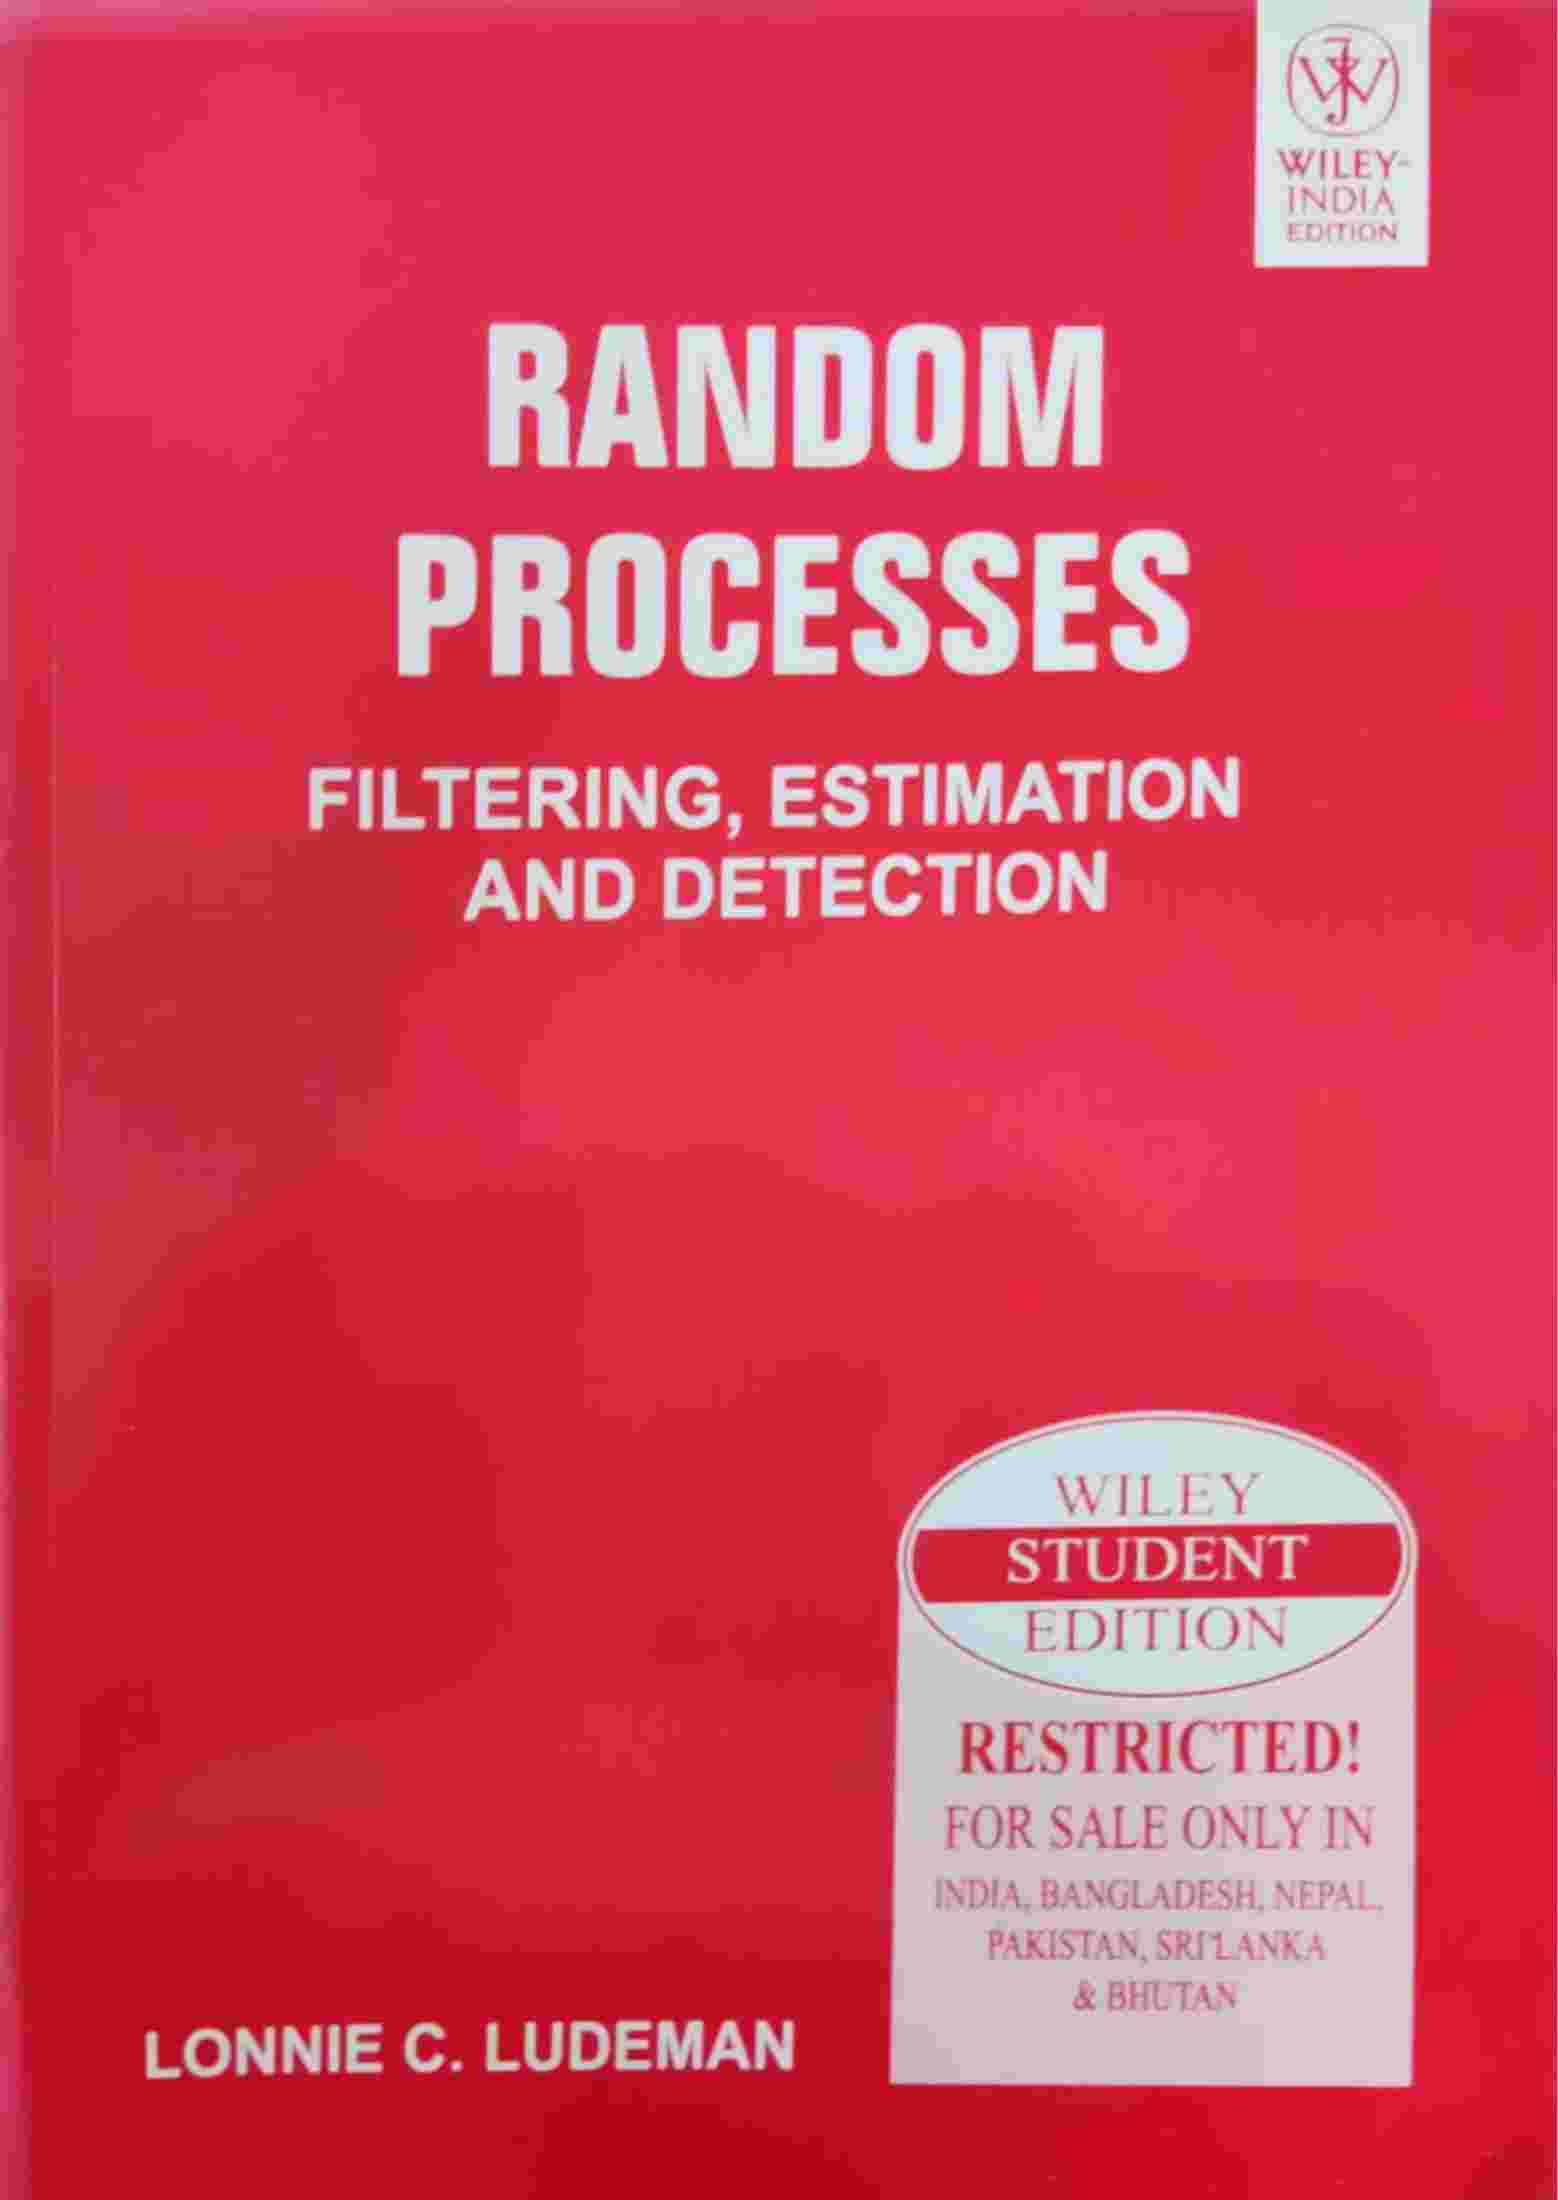 WILEY-
INDIA
EDITION
RANDOM
PROCESSES
FILTERING, ESTIMATION
AND DETECTION
WILEY
STUDENT
EDITION
RESTRICTED!
FOR SALE ONLY IN
INDIA, BANGLADESH, NEPAL,
PAKISTAN, SRI LANKA
& BHUTAN
LONNIE C. LUDEMAN